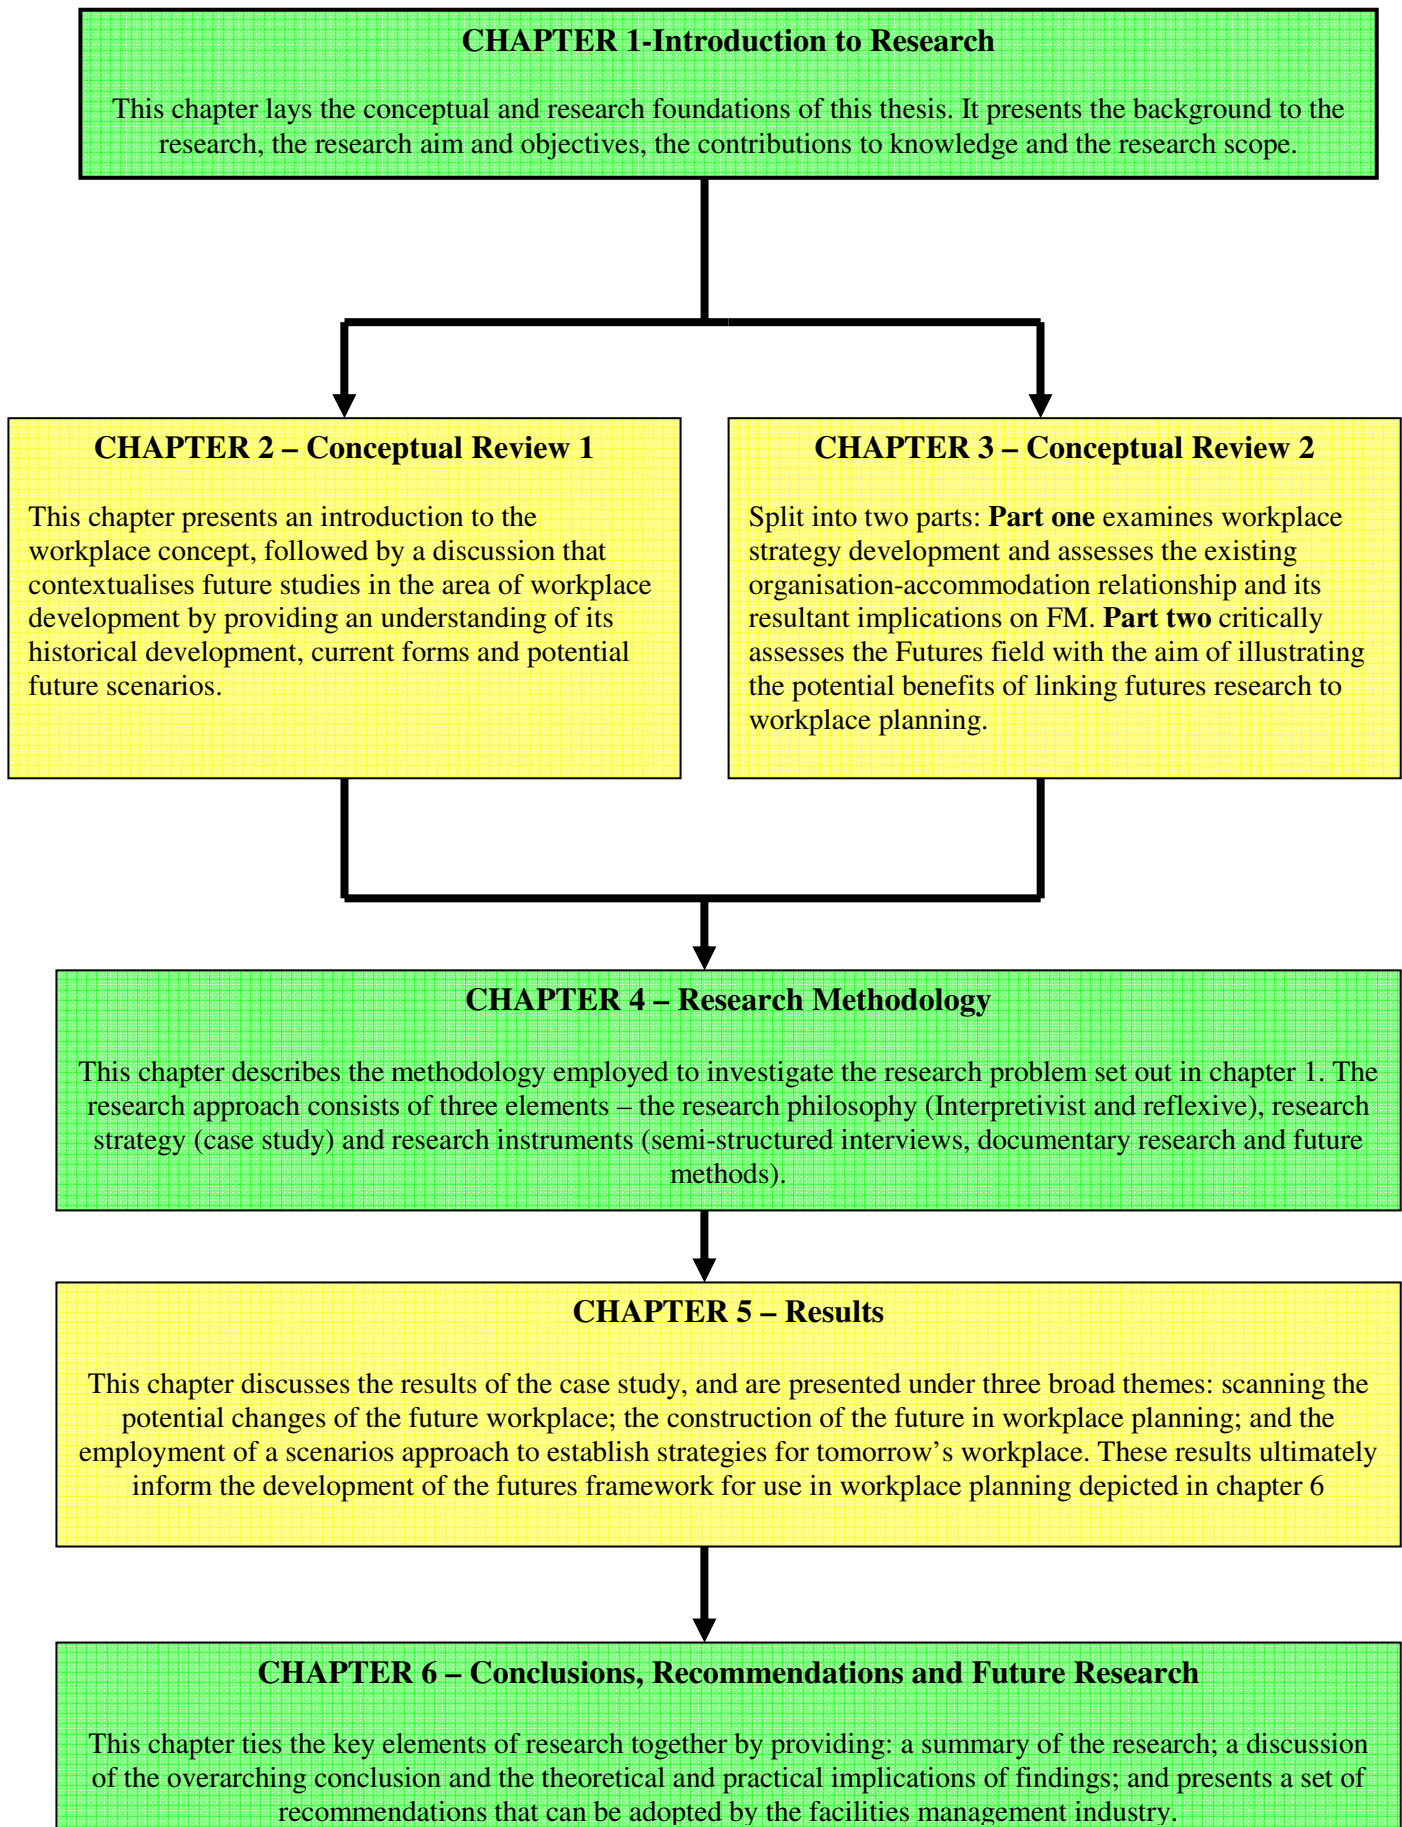 CHAPTER 1-Introduction to Research
This chapter lays the conceptual and research foundations of this thesis. It presents the background to the
research, the research aim and objectives, the contributions to knowledge and the research scope.
CHAPTER 2 – Conceptual Review 1
This chapter presents an introduction to the
workplace concept, followed by a discussion that
contextualises future studies in the area of workplace
development by providing an understanding of its
historical development, current forms and potential
future scenarios.
CHAPTER 3 – Conceptual Review 2
Split into two parts: Part one examines workplace
strategy development and assesses the existing
organisation-accommodation relationship and its
resultant implications on FM. Part two critically
assesses the Futures field with the aim of illustrating
the potential benefits of linking futures research to
workplace planning.
CHAPTER 4 – Research Methodology
This chapter describes the methodology employed to investigate the research problem set out in chapter 1. The
research approach consists of three elements – the research philosophy (Interpretivist and reflexive), research
strategy (case study) and research instruments (semi-structured interviews, documentary research and future
methods).
CHAPTER 5 – Results
This chapter discusses the results of the case study, and are presented under three broad themes: scanning the
potential changes of the future workplace; the construction of the future in workplace planning; and the
employment of a scenarios approach to establish strategies for tomorrow’s workplace. These results ultimately
inform the development of the futures framework for use in workplace planning depicted in chapter 6
CHAPTER 6 – Conclusions, Recommendations and Future Research
This chapter ties the key elements of research together by providing: a summary of the research; a discussion
of the overarching conclusion and the theoretical and practical implications of findings; and presents a set of
recommendations that can be adopted by the facilities management industry.